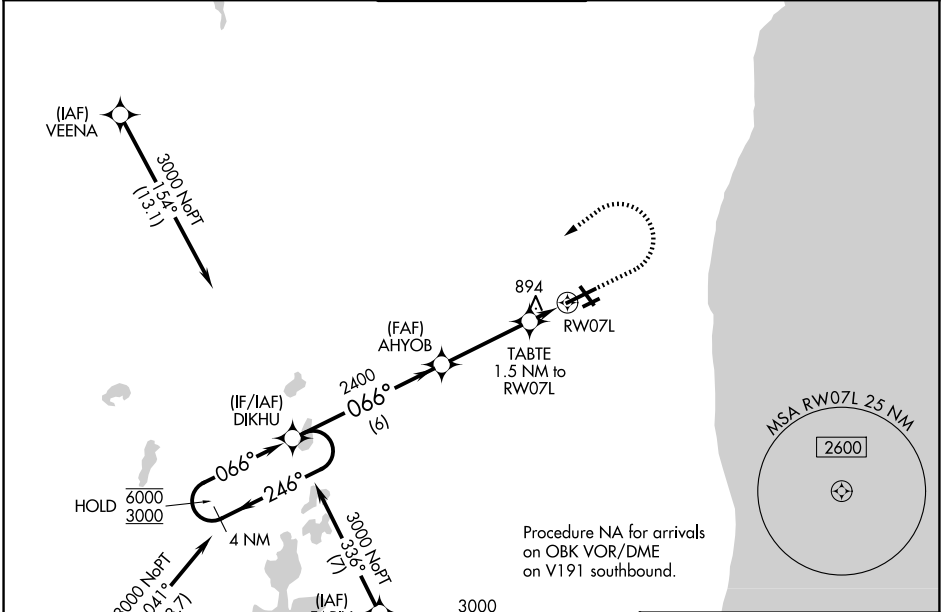 (IAF)
VEENA
3000 NoPT
154°
(13.1)
894
RW07L
(FAF)
AHYOB
TABTE
1.5 NM to
RW07L
2400
066°
(6)
(IF/IAF)
DIKHU
MSA RW07L 25 NM
2600
066°
246°
HOLD
6000
3000
4 NM
3000 NoPT
336°
(7)
Procedure NA for arrivals
on OBK VOR/DME
on V191 southbound.
3000 NoPT
041°
(IAF)
3000